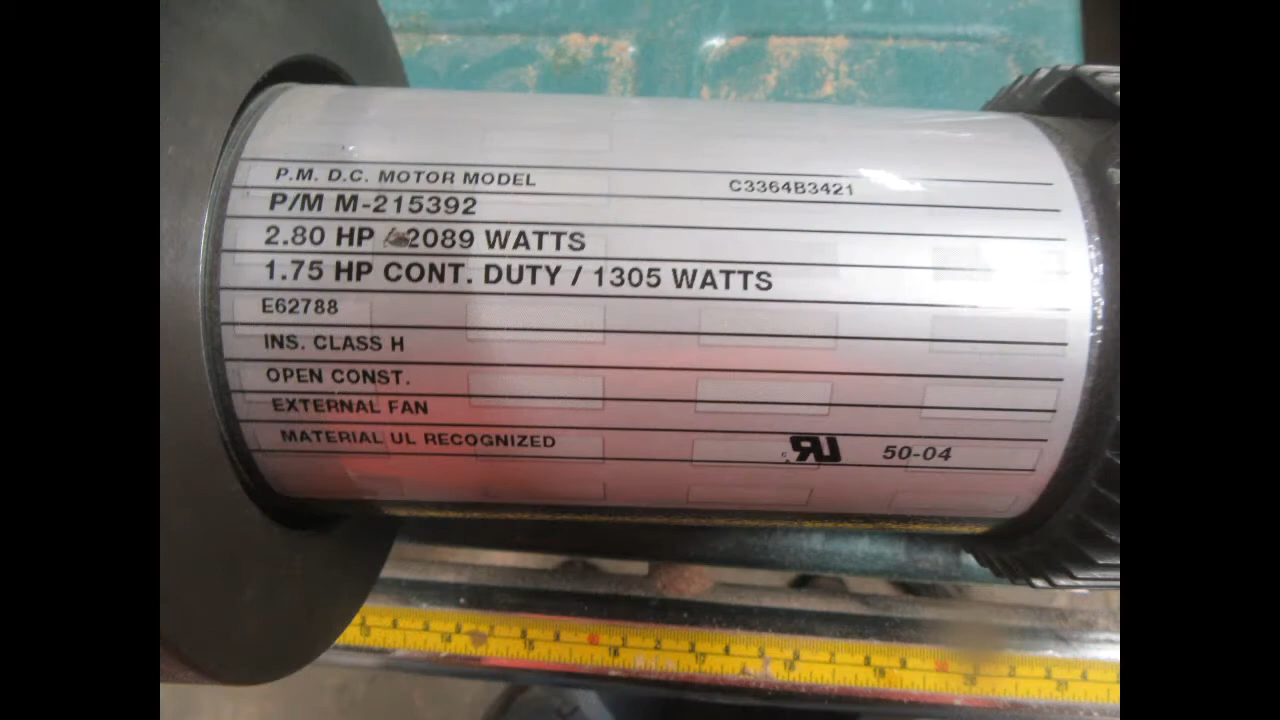 P.M. D.C. MOTOR MODEL C3364B3421
P/M M-215392
2.80 HP / 2089 WATTS
1.75 HP CONT. DUTY / 1305 WATTS
E62788
INS. CLASS H
OPEN CONST.
EXTERNAL FAN
MATERIAL UL RECOGNIZED 50-04